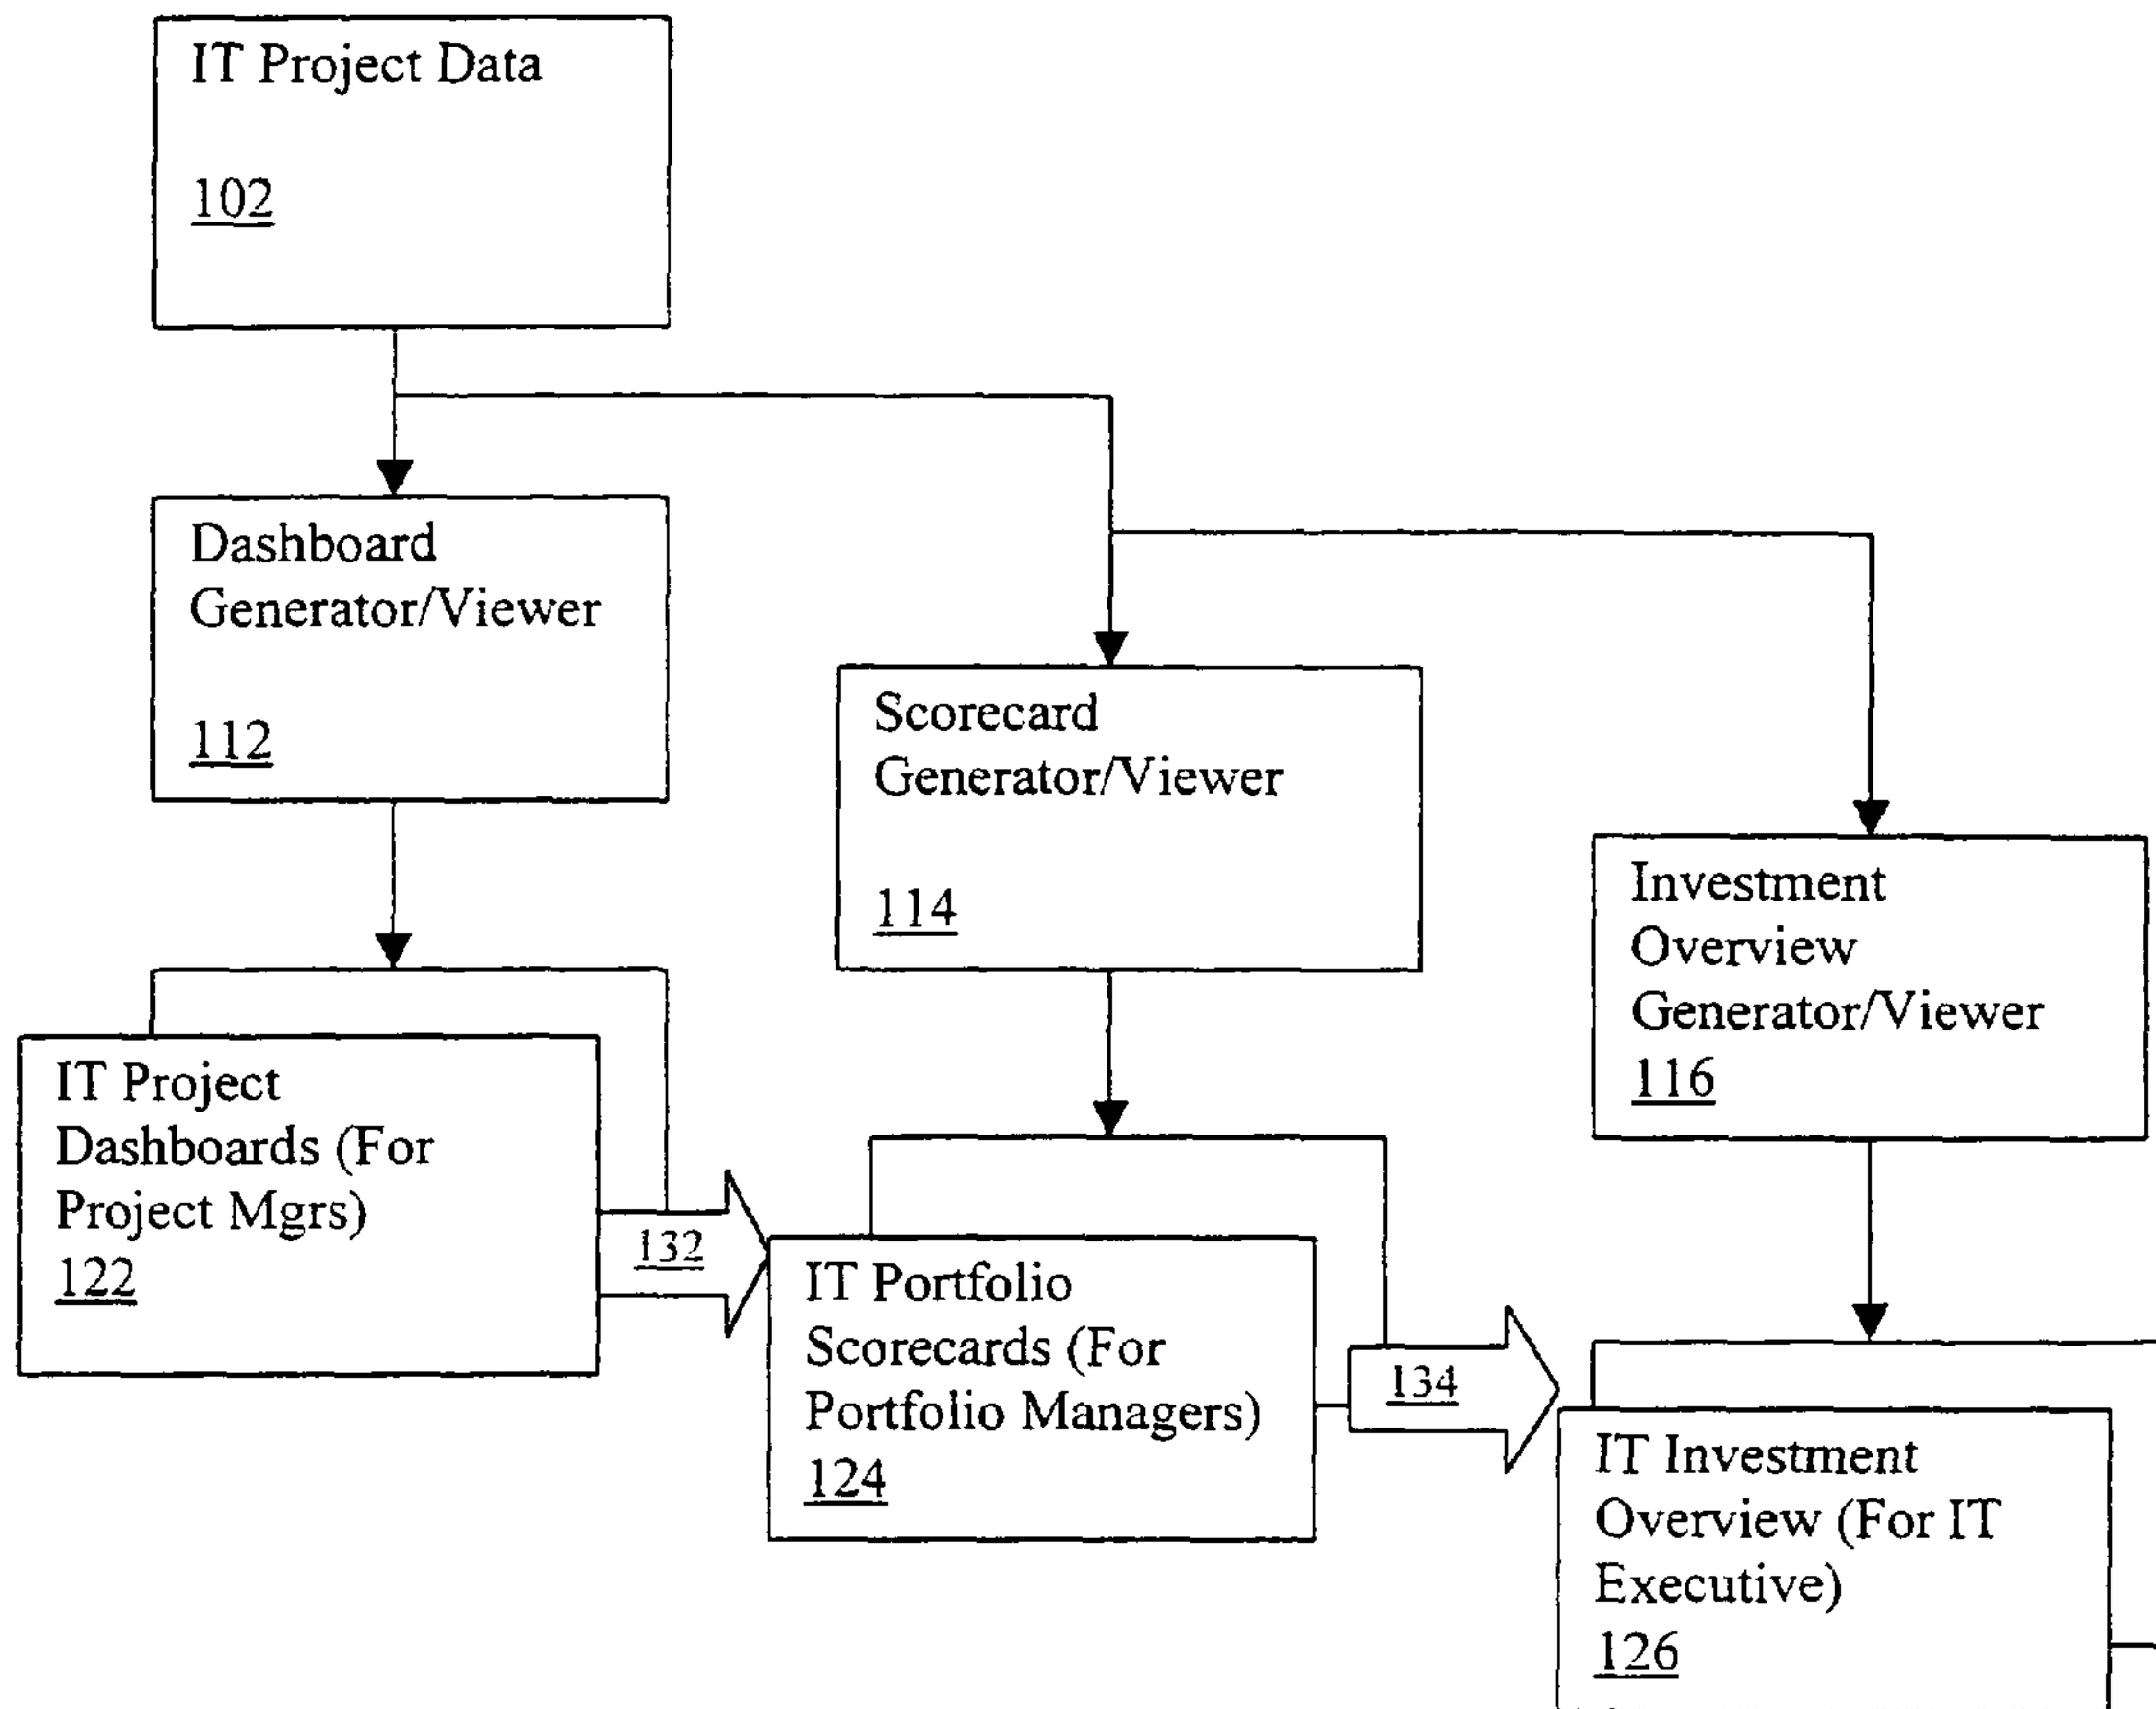 IT Project Data
102
Dashboard
Generator/Viewer
112
Scorecard
Generator/Viewer
114
Investment
Overview
Generator/Viewer
116
IT Project
Dashboards (For
Project Mgrs)
122
132
IT Portfolio
Scorecards (For
Portfolio Managers)
124
134
IT Investment
Overview (For IT
Executive)
126